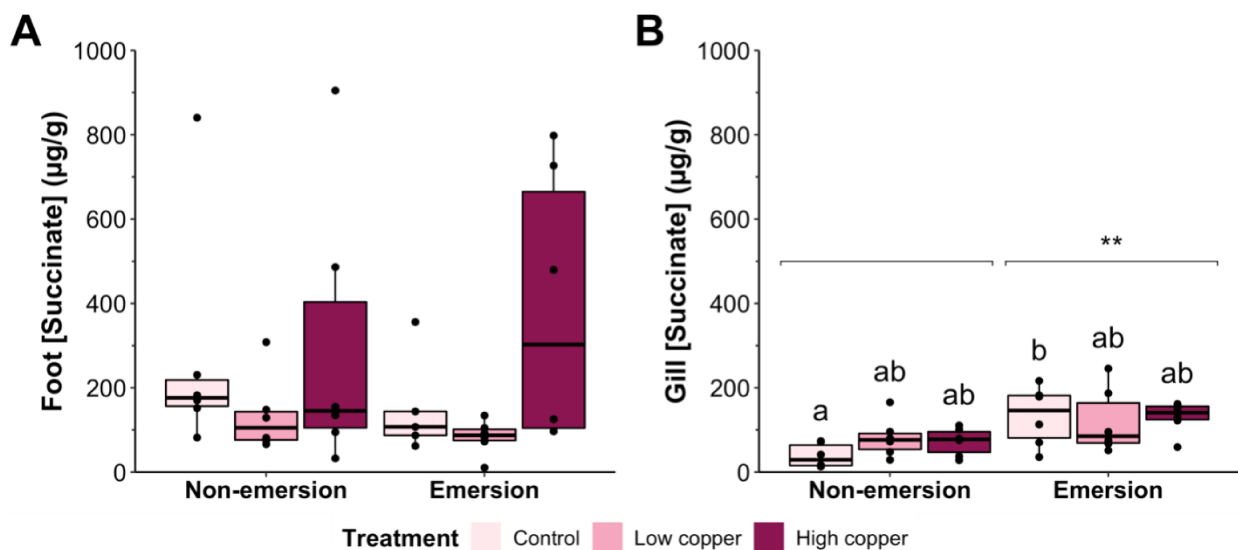 A
Foot [Succinate] (µg/g)
1000
800
600
400
200
0
Non-emersion Emersion
B
Gill [Succinate] (µg/g)
1000
800
600
400
200
0
**
a ab ab b ab ab
Non-emersion Emersion
Treatment Control Low copper High copper